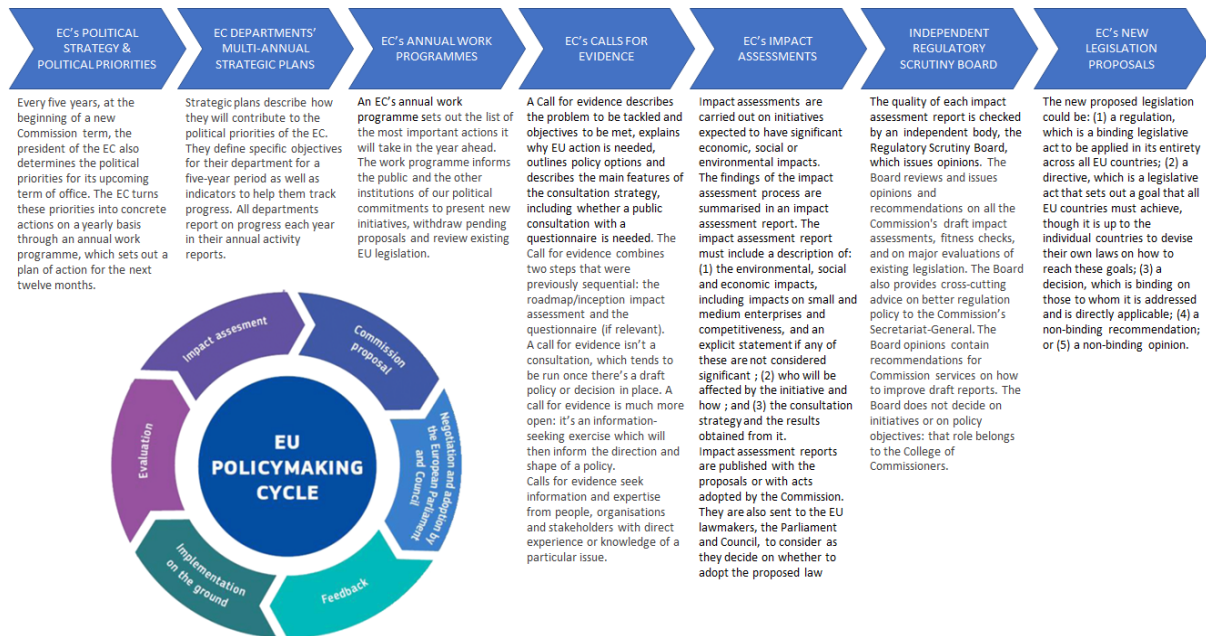 EC's POLITICAL
STRATEGY &
POLITICAL PRIORITIES
EC DEPARTMENTS'
MULTI-ANNUAL
STRATEGIC PLANS
EC's ANNUAL WORK
PROGRAMMES
EC's CALLS FOR
EVIDENCE
EC's IMPACT
ASSESSMENTS
INDEPENDENT
REGULATORY
SCRUTINY BOARD
EC's NEW
LEGISLATION
PROPOSALS
Every five years, at the
beginning of a new
Commission term, the
president of the EC also
determines the political
priorities for its upcoming
term of office. The EC turns
these priorities into concrete
actions on a yearly basis
through an annual work
programme, which sets out a
plan of action for the next
twelve months.
Strategic plans describe how
they will contribute to the
political priorities of the EC.
They define specific objectives
for their department for a
five-year period as well as
indicators to help them track
progress. All departments
report on progress each year
in their annual activity
reports.
An EC's annual work
programme sets out the list of
the most important actions it
will take in the year ahead.
The work programme informs
the public and the other
institutions of our political
commitments to present new
initiatives, withdraw pending
proposals and review existing
EU legislation.
A Call for evidence describes
the problem to be tackled and
objectives to be met, explains
why EU action is needed,
outlines policy options and
describes the main features of
the consultation strategy,
including whether a public
consultation with a
questionnaire is needed. The
Call for evidence combines
two steps that were
previously sequential: the
roadmap/inception impact
assessment and the
questionnaire (if relevant).
A call for evidence isn't a
consultation, which tends to
be run once there's a draft
policy or decision in place. A
call for evidence is much more
open: it's an information-
seeking exercise which will
then inform the direction and
shape of a policy.
Calls for evidence seek
information and expertise
from people, organisations
and stakeholders with direct
experience or knowledge of a
particular issue.
Impact assessments are
carried out on initiatives
expected to have significant
economic, social or
environmental impacts.
The findings of the impact
assessment process are
summarised in an impact
assessment report. The
impact assessment report
must include a description of:
(1) the environmental, social
and economic impacts,
including impacts on small and
medium enterprises and
competitiveness, and an
explicit statement if any of
these are not considered
significant ; (2) who will be
affected by the initiative and
how ; and (3) the consultation
strategy and the results
obtained from it.
Impact assessment reports
are published with the
proposals or with acts
adopted by the Commission.
They are also sent to the EU
lawmakers, the Parliament
and Council, to consider as
they decide on whether to
adopt the proposed law
The quality of each impact
assessment report is checked
by an independent body, the
Regulatory Scrutiny Board,
which issues opinions. The
Board reviews and issues
opinions and
recommendations on all the
Commission's draft impact
assessments, fitness checks,
and on major evaluations of
existing legislation. The Board
also provides cross-cutting
advice on better regulation
policy to the Commission's
Secretariat-General. The
Board opinions contain
recommendations for
Commission services on how
to improve draft reports. The
Board does not decide on
initiatives or on policy
objectives: that role belongs
to the College of
Commissioners.
The new proposed legislation
could be: (1) a regulation,
which is a binding legislative
act to be applied in its entirety
across all EU countries; (2) a
directive, which is a legislative
act that sets out a goal that all
EU countries must achieve,
though it is up to the
individual countries to devise
their own laws on how to
reach these goals; (3) a
decision, which is binding on
those to whom it is addressed
and is directly applicable; (4) a
non-binding recommendation;
or (5) a non-binding opinion.
EU
POLICYMAKING
CYCLE
Impact assesment
Commission
proposal
Negotiation and adoption by
the European Parliament
and Council
Feedback
Implementation
on the ground
Evaluation